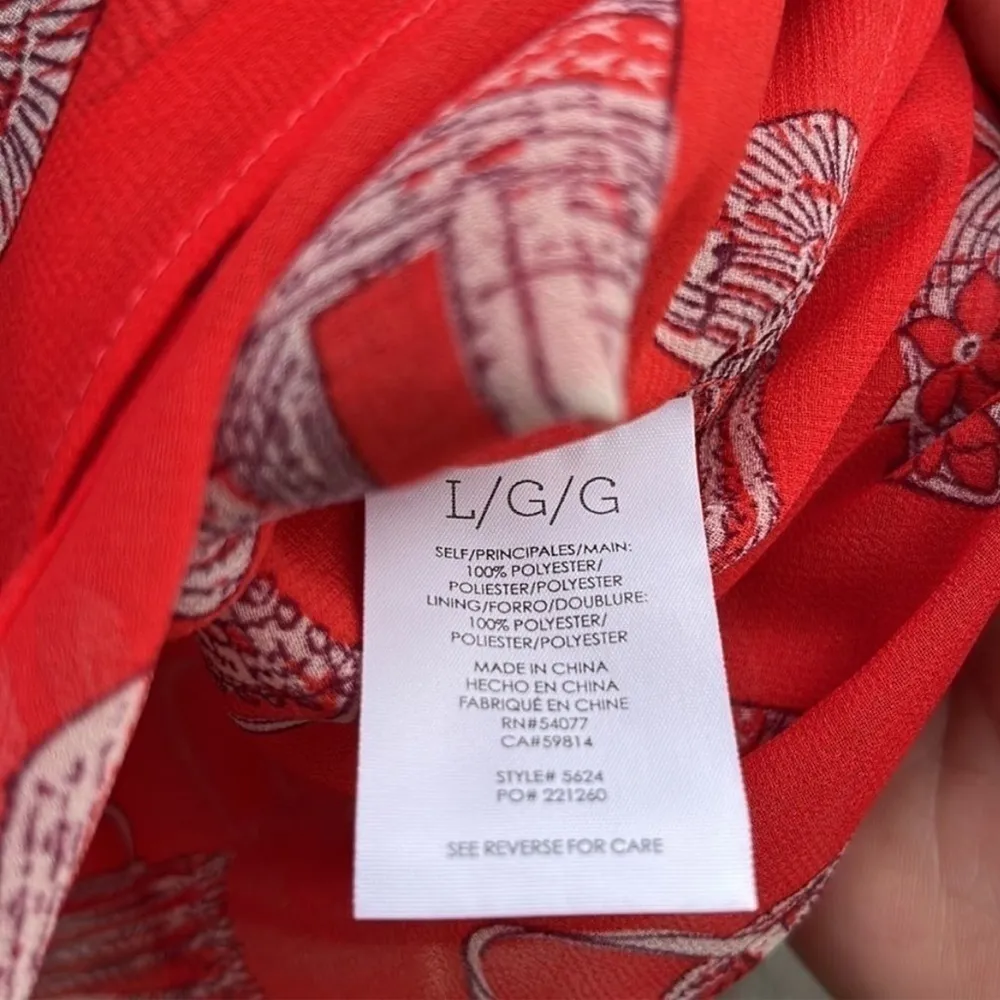 L/G/G
SELF/PRINCIPALES/MAIN:
100% POLYESTER/
POLIESTER/POLYESTER
LINING/FORRO/DOUBLURE:
100% POLYESTER/
POLIESTER/POLYESTER
MADE IN CHINA
HECHO EN CHINA
FABRIQUÉ EN CHINE
RN#54077
CA#59814
STYLE# 5624
PO# 221260
SEE REVERSE FOR CARE